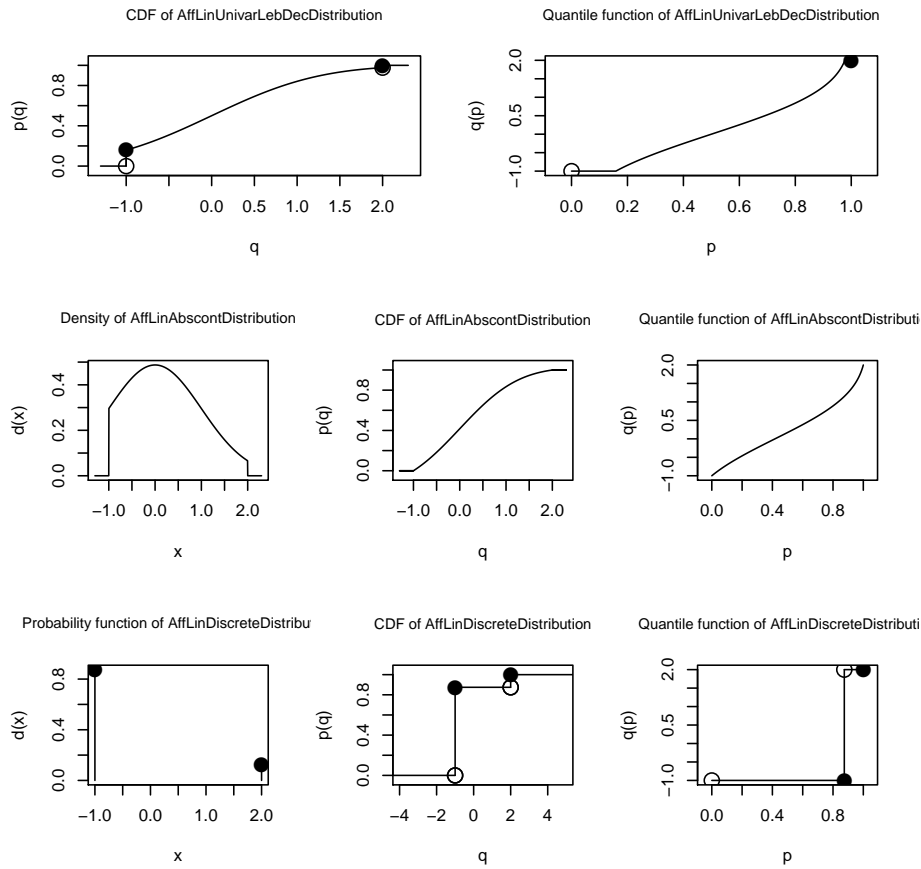 CDF of AffLinUnivarLebDecDistribution
p(q)
0.0 0.4 0.8
−1.0 0.0 0.5 1.0 2.0
q
Quantile function of AffLinUnivarLebDecDistribution
q(p)
−1.0 0.5 2.0
0.0 0.2 0.4 0.6 0.8 1.0
p
Density of AffLinAbscontDistribution
d(x)
0.0 0.2 0.4
−1.0 0.0 1.0 2.0
x
CDF of AffLinAbscontDistribution
p(q)
0.0 0.4 0.8
−1.0 0.0 1.0 2.0
q
Quantile function of AffLinAbscontDistributi
q(p)
−1.0 0.5 2.0
0.0 0.4 0.8
p
Probability function of AffLinDiscreteDistribut
d(x)
0.0 0.4 0.8
−1.0 0.0 1.0 2.0
x
CDF of AffLinDiscreteDistribution
p(q)
0.0 0.4 0.8
−4 −2 0 2 4
q
Quantile function of AffLinDiscreteDistributi
q(p)
−1.0 0.5 2.0
0.0 0.4 0.8
p